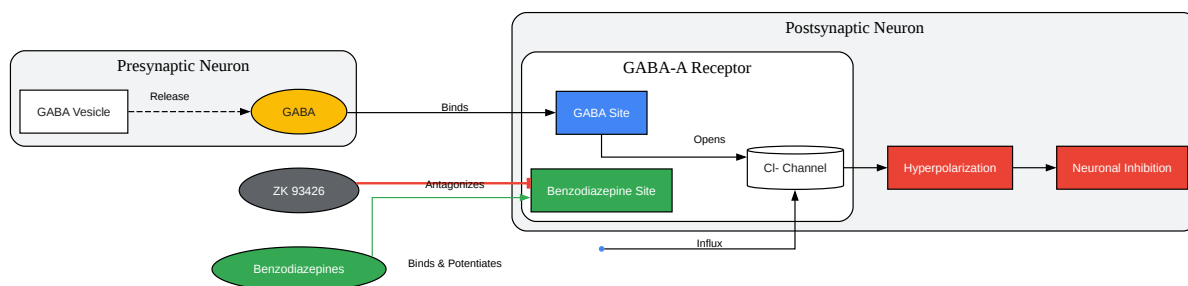 Postsynaptic Neuron
Presynaptic Neuron
GABA-A Receptor
GABA Vesicle
Release
GABA
Binds
GABA Site
Opens
Cl- Channel
Hyperpolarization
Neuronal Inhibition
ZK 93426
Antagonizes
Benzodiazepine Site
Influx
Benzodiazepines
Binds & Potentiates